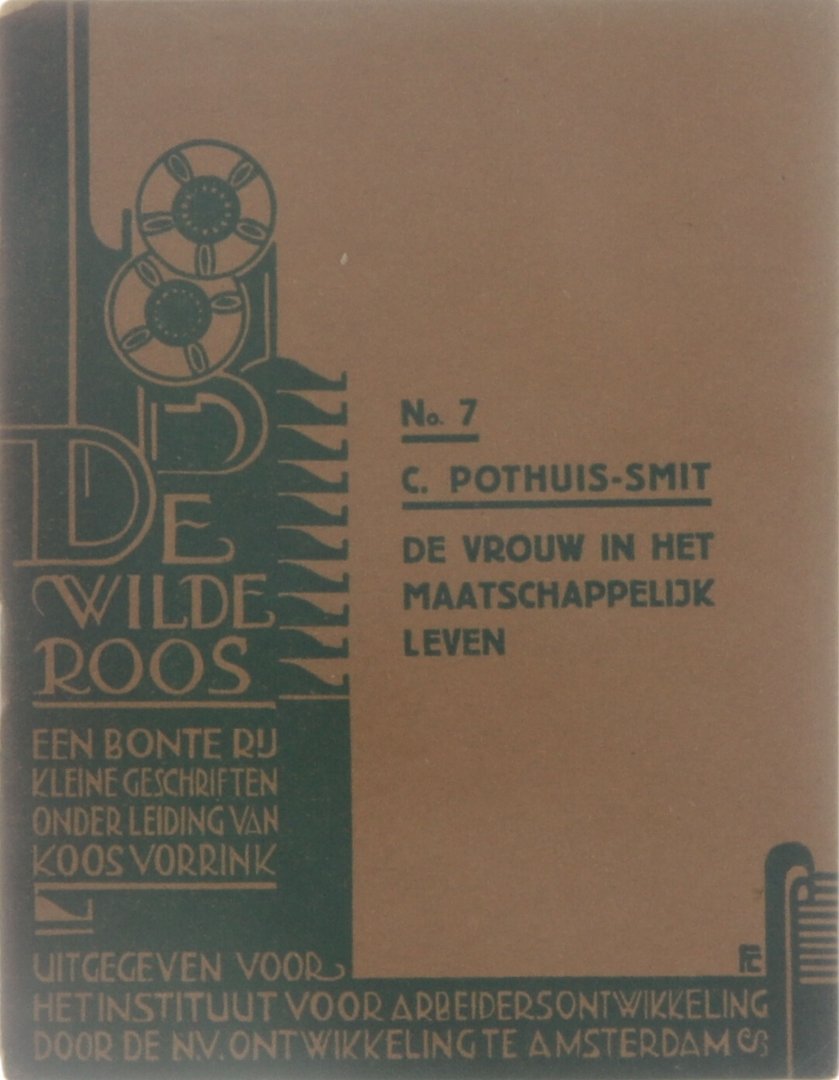 DE
WILDE
ROOS
EEN BONTE RIJ
KLEINE GESCHRIFTEN
ONDER LEIDING VAN
KOOS VORRINK
No. 7
C. POTHUIS-SMIT
DE VROUW IN HET
MAATSCHAPPELIJK
LEVEN
UITGEGEVEN VOOR
HET INSTITUUT VOOR ARBEIDERSONTWIKKELING
DOOR DE N.V. ONTWIKKELING TE AMSTERDAM